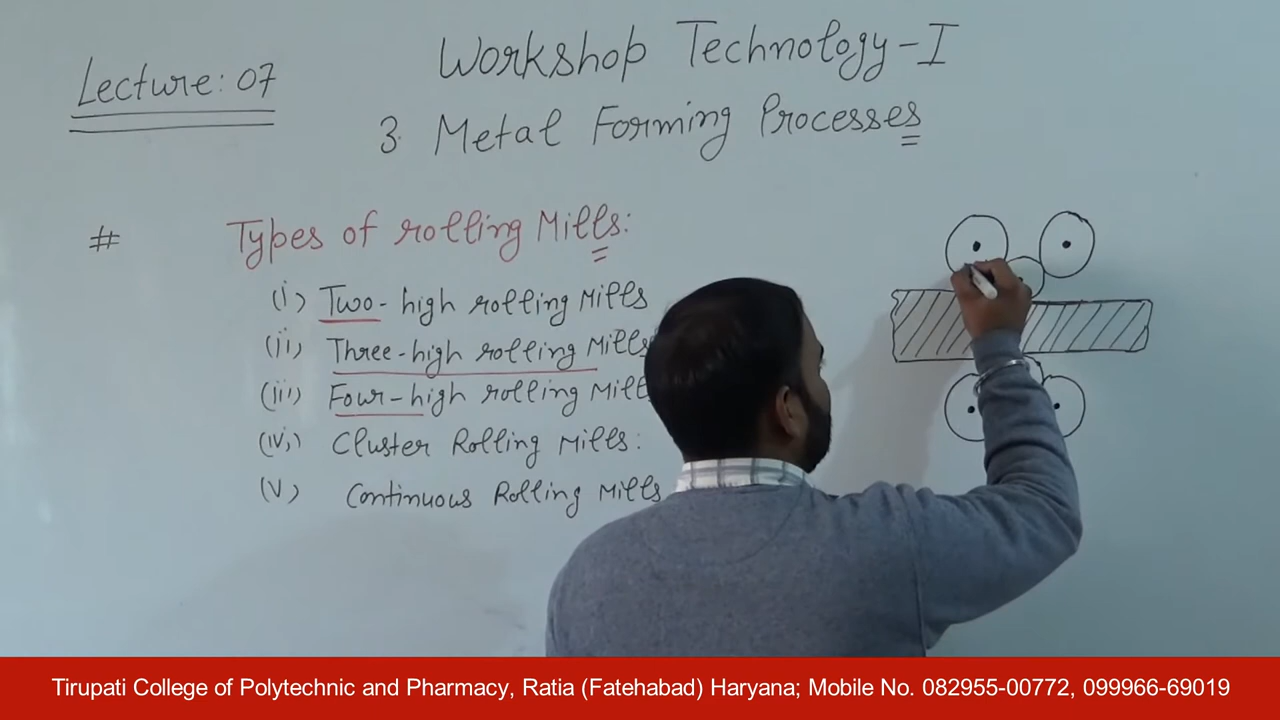 Lecture: 07
Workshop Technology-I
3. Metal Forming Processes
# Types of rolling Mills:
(i) Two-high rolling Mills
(ii) Three-high rolling Mills
(iii) Four-high rolling Mill
(iv) Cluster Rolling Mills:
(v) Continuous Rolling Mills
Tirupati College of Polytechnic and Pharmacy, Ratia (Fatehabad) Haryana; Mobile No. 082955-00772, 099966-69019